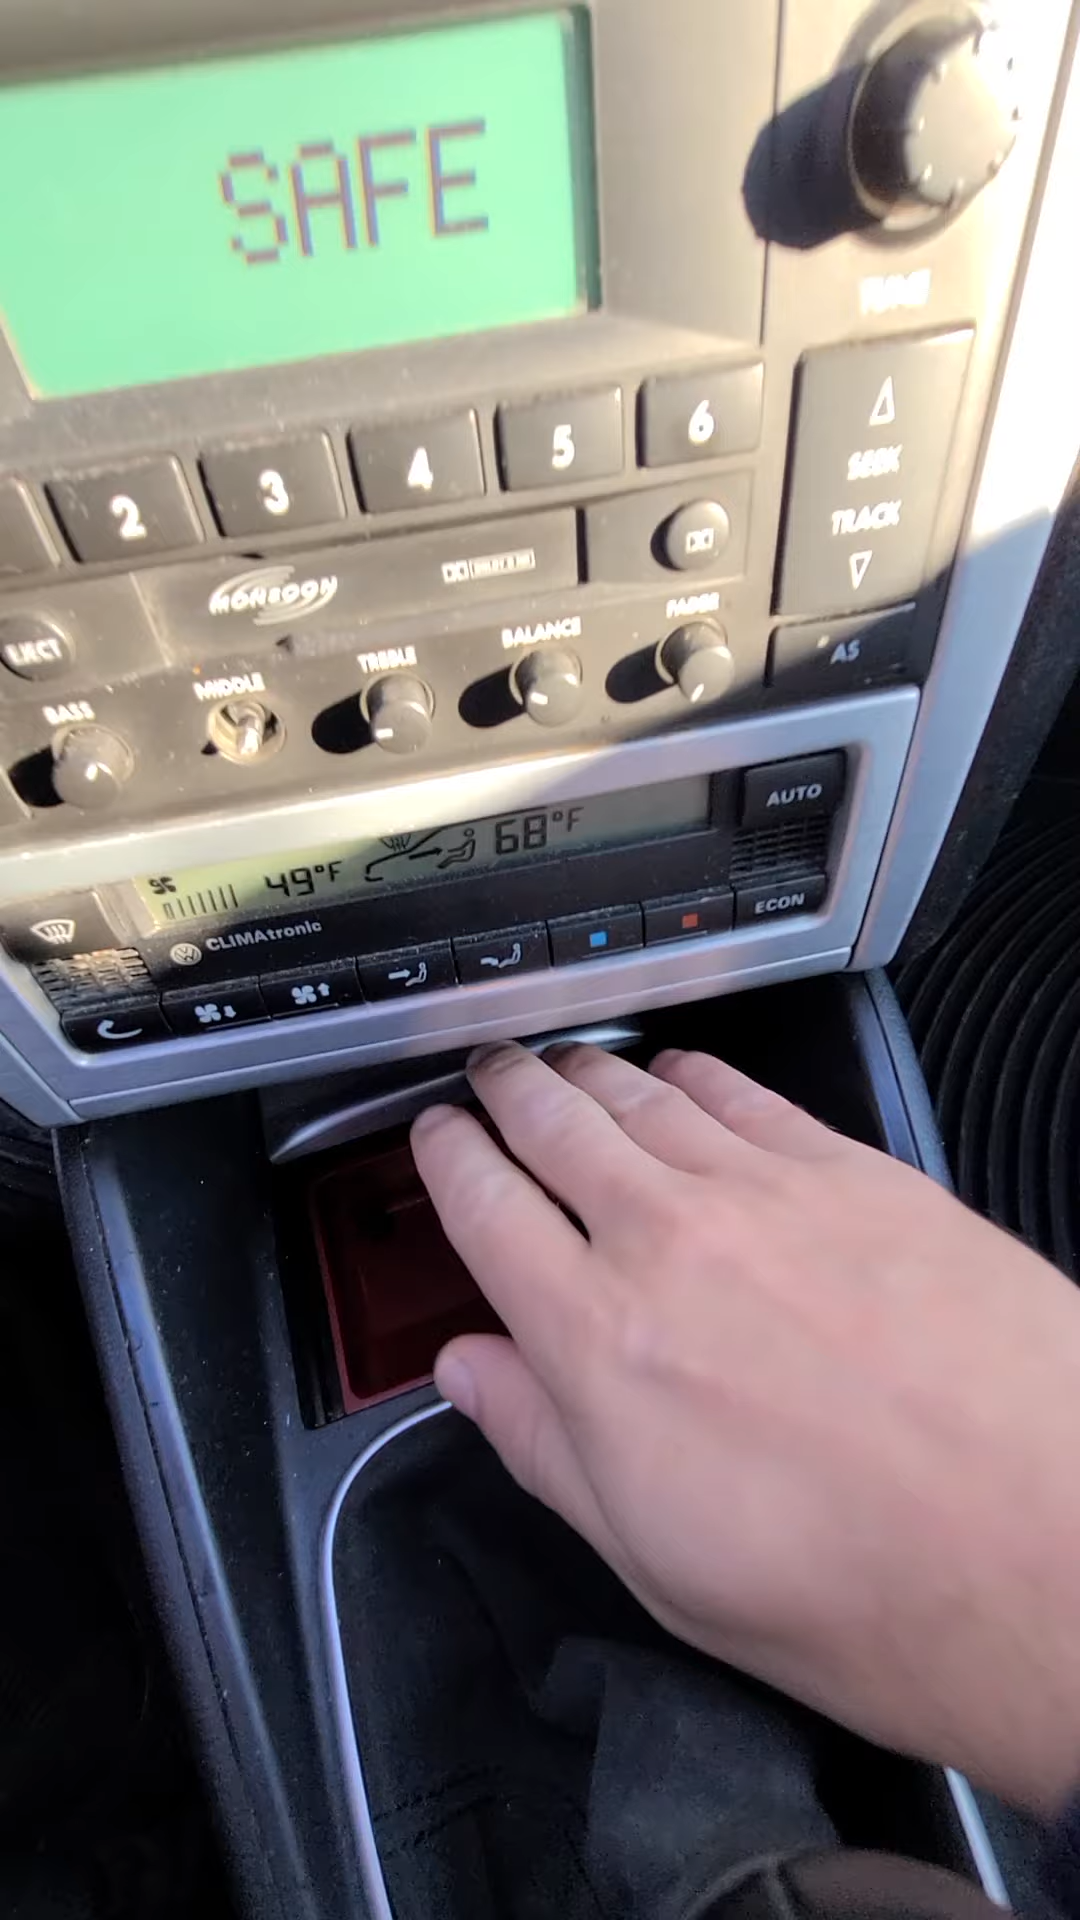 SAFE
TUNE
2 3 4 5 6
SEEK
TRACK
MONSOON
EJECT
BASS MIDDLE TREBLE BALANCE FADER
AS
49°F 68°F
AUTO
CLIMAtronic
ECON